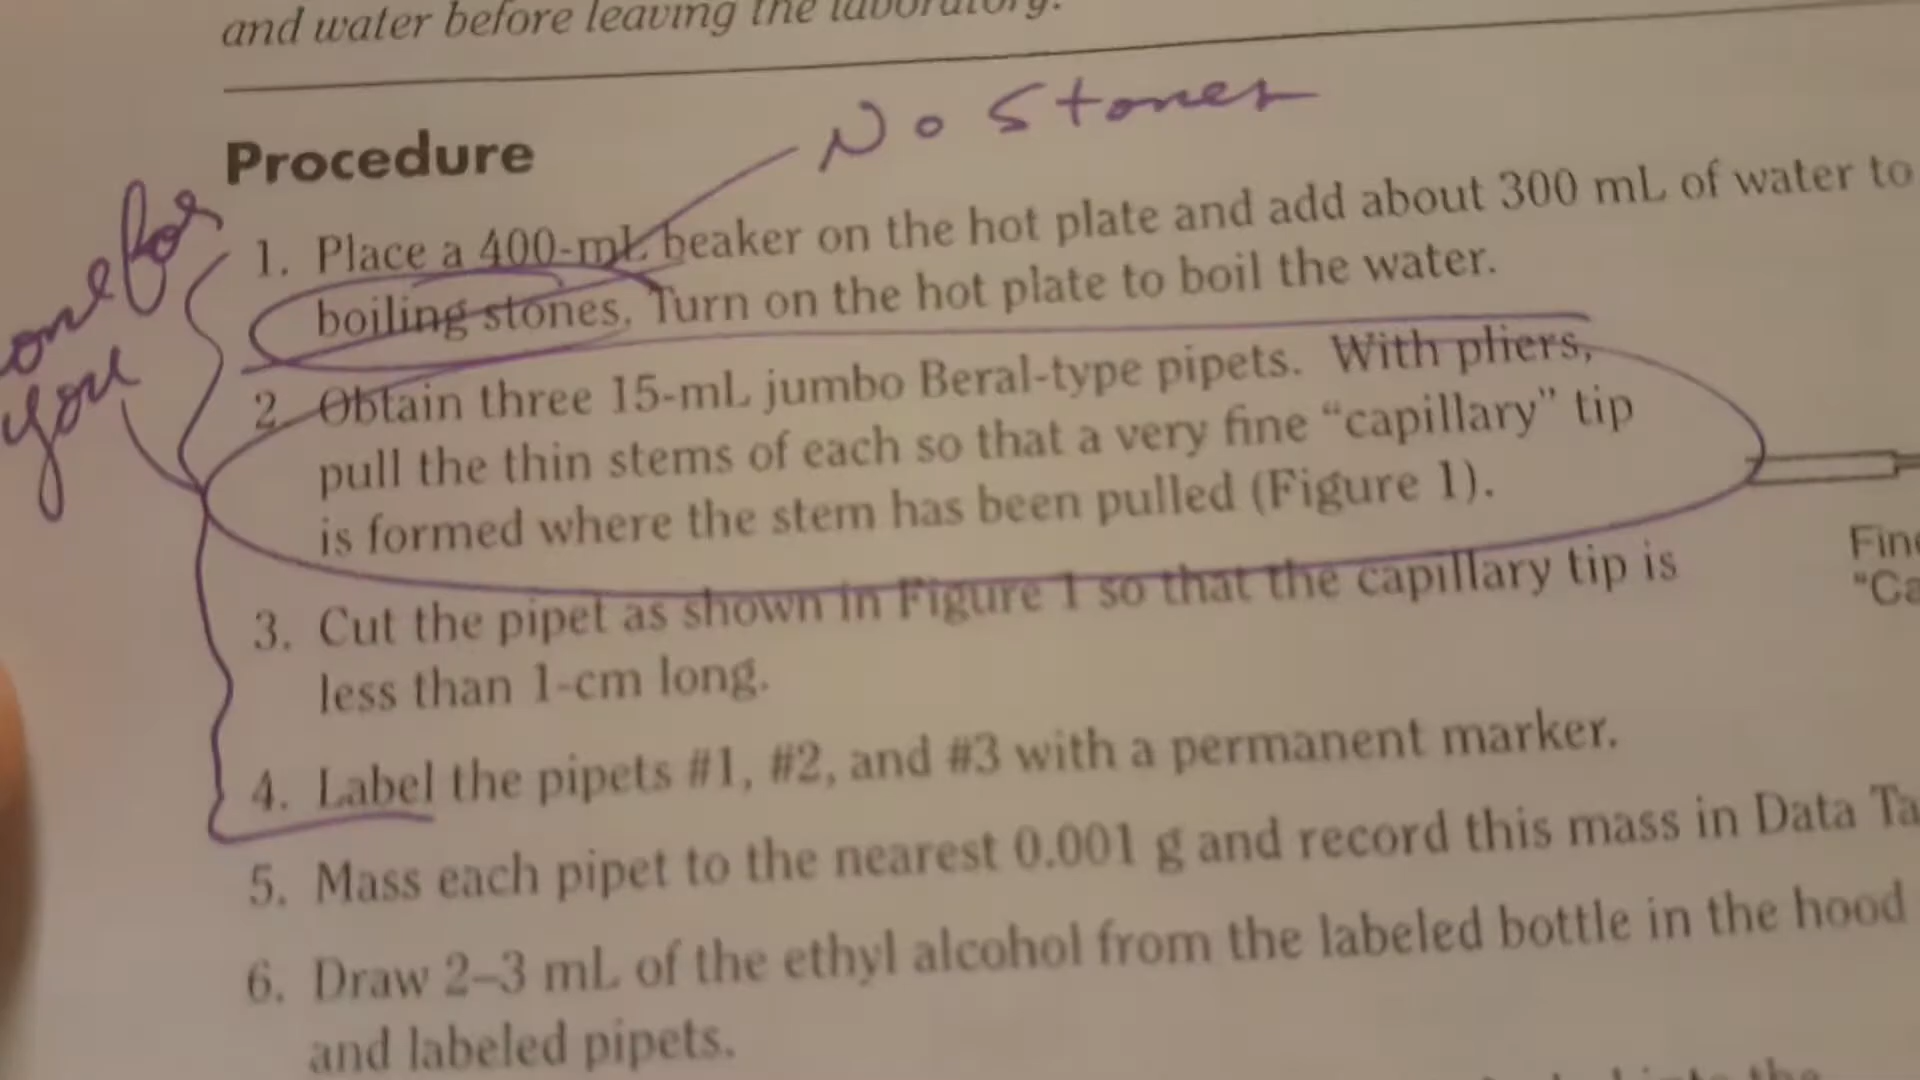 and water before leaving the laboratory.
No Stones
Procedure
one for
you
1. Place a 400-mL beaker on the hot plate and add about 300 mL of water to
boiling stones. Turn on the hot plate to boil the water.
2. Obtain three 15-mL jumbo Beral-type pipets. With pliers,
pull the thin stems of each so that a very fine “capillary” tip
is formed where the stem has been pulled (Figure 1).
Fine
"Ca
3. Cut the pipet as shown in Figure 1 so that the capillary tip is
less than 1-cm long.
4. Label the pipets #1, #2, and #3 with a permanent marker.
5. Mass each pipet to the nearest 0.001 g and record this mass in Data Ta
6. Draw 2–3 mL of the ethyl alcohol from the labeled bottle in the hood
and labeled pipets.
into the